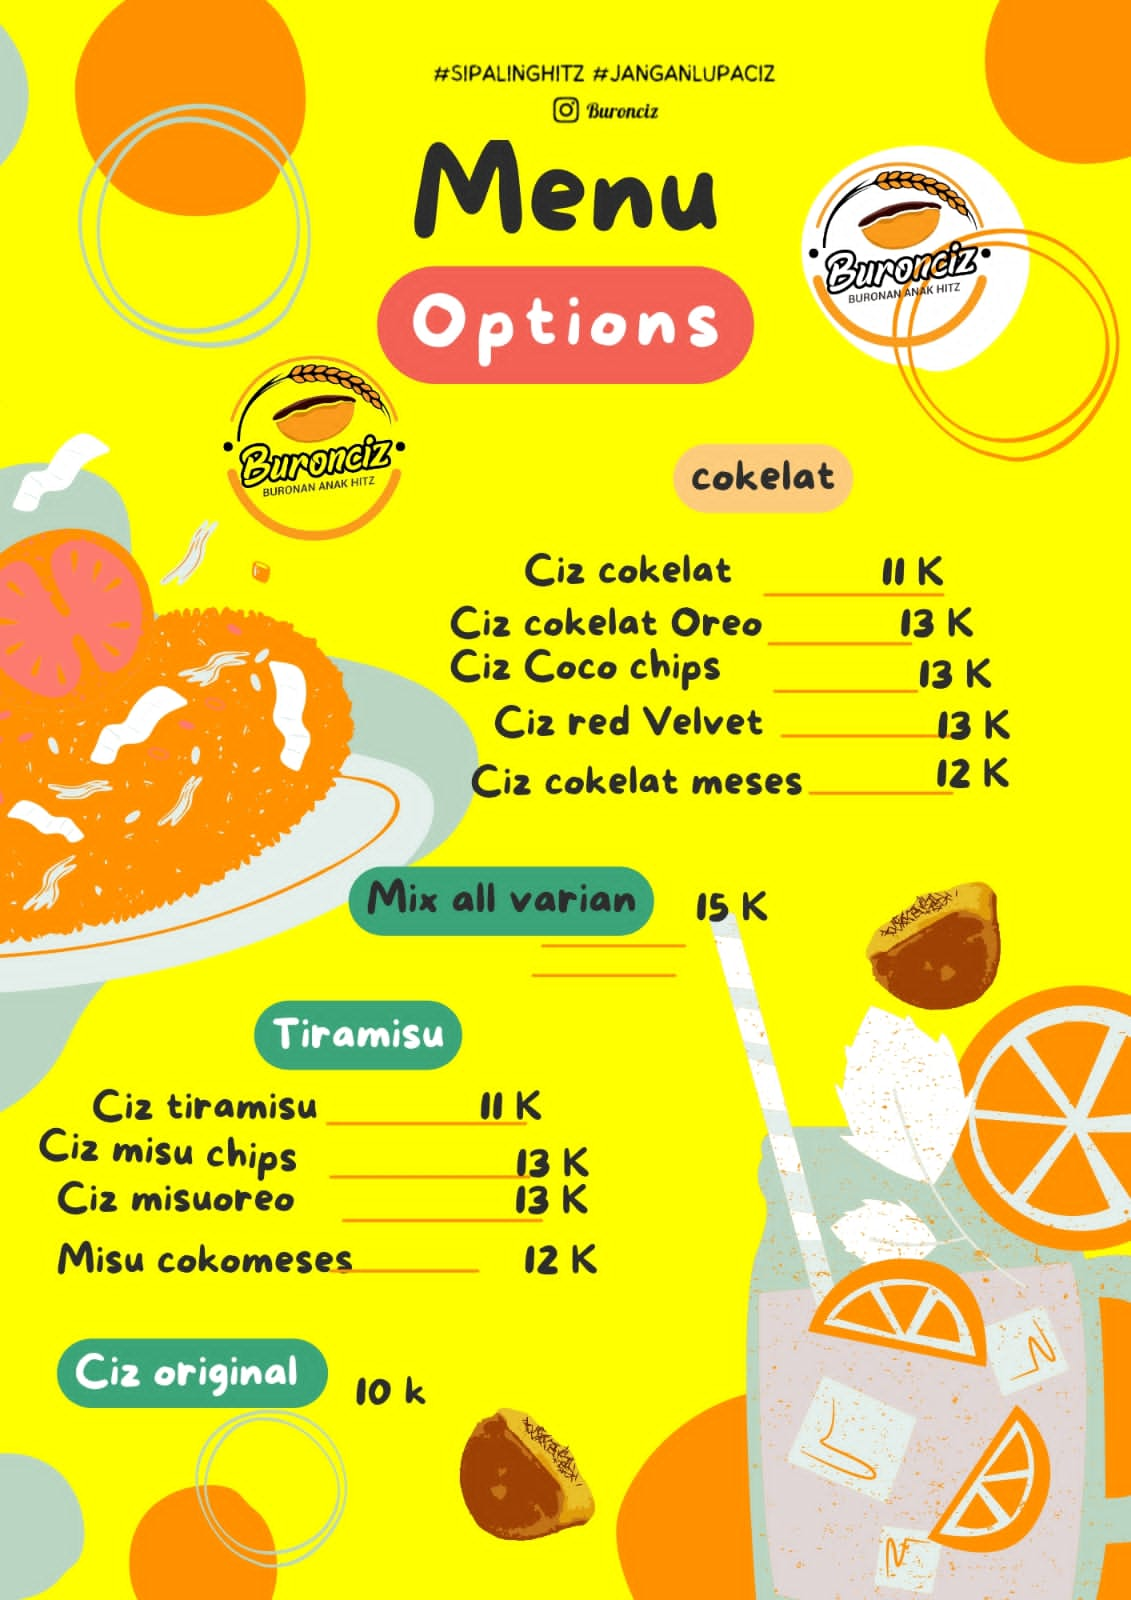 #SIPALINGHITZ #JANGANLUPACIZ
Buronciz
Menu
Options
Buronciz
BURONAN ANAK HITZ
Buronciz
BURONAN ANAK HITZ
cokelat
Ciz cokelat 11 K
Ciz cokelat Oreo 13 K
Ciz Coco chips 13 K
Ciz red Velvet 13 K
Ciz cokelat meses 12 K
Mix all varian 15 K
Tiramisu
Ciz tiramisu 11 K
Ciz misu chips 13 K
Ciz misuoreo 13 K
Misu cokomeses 12 K
Ciz original 10 k